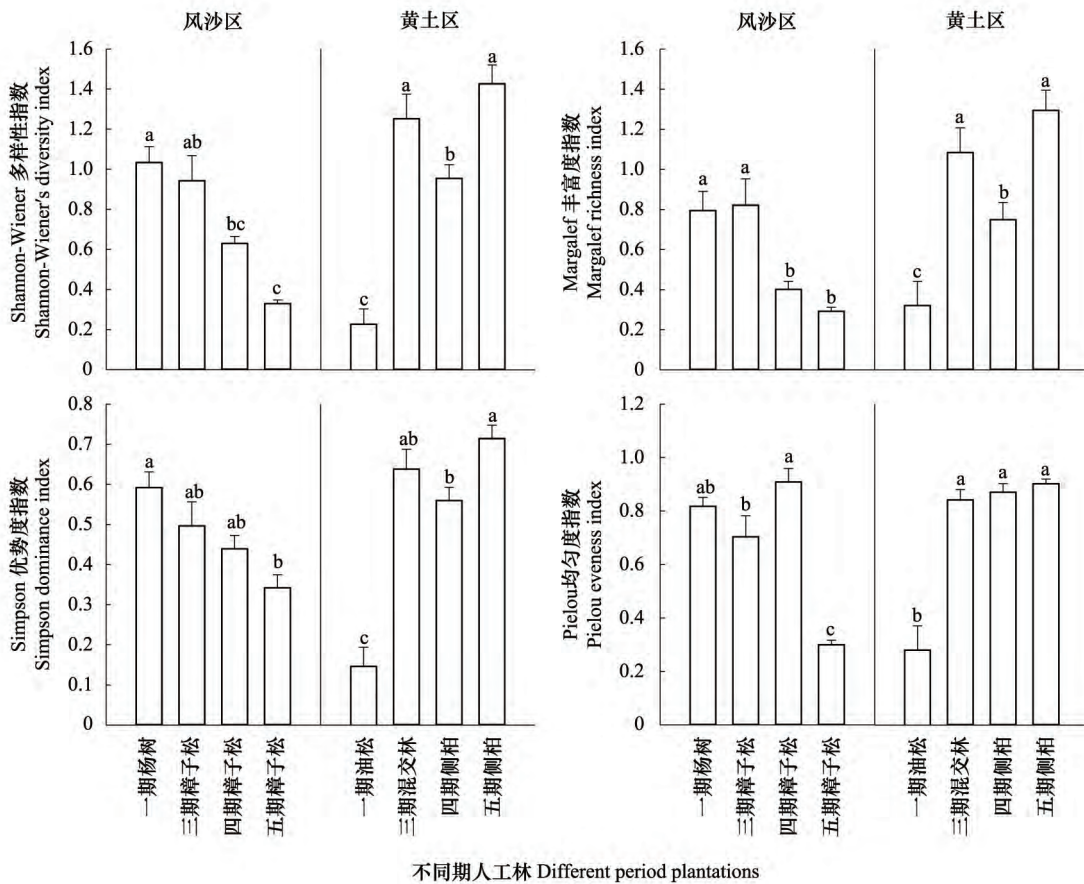 风沙区 黄土区
风沙区 黄土区
Shannon-Wiener 多样性指数
Shannon-Wiener's diversity index
1.6
1.4
1.2
1.0
0.8
0.6
0.4
0.2
0
a ab bc c
c a b a
Margalef 丰富度指数
Margalef richness index
1.6
1.4
1.2
1.0
0.8
0.6
0.4
0.2
0
a a b b
c a b a
Simpson 优势度指数
Simpson dominance index
0.8
0.7
0.6
0.5
0.4
0.3
0.2
0.1
0
a ab ab b
c ab b a
一期杨树
三期樟子松
四期樟子松
五期樟子松
一期油松
三期混交林
四期侧柏
五期侧柏
Pielou均匀度指数
Pielou eveness index
1.2
1.0
0.8
0.6
0.4
0.2
0
ab b a c
b a a a
一期杨树
三期樟子松
四期樟子松
五期樟子松
一期油松
三期混交林
四期侧柏
五期侧柏
不同期人工林 Different period plantations